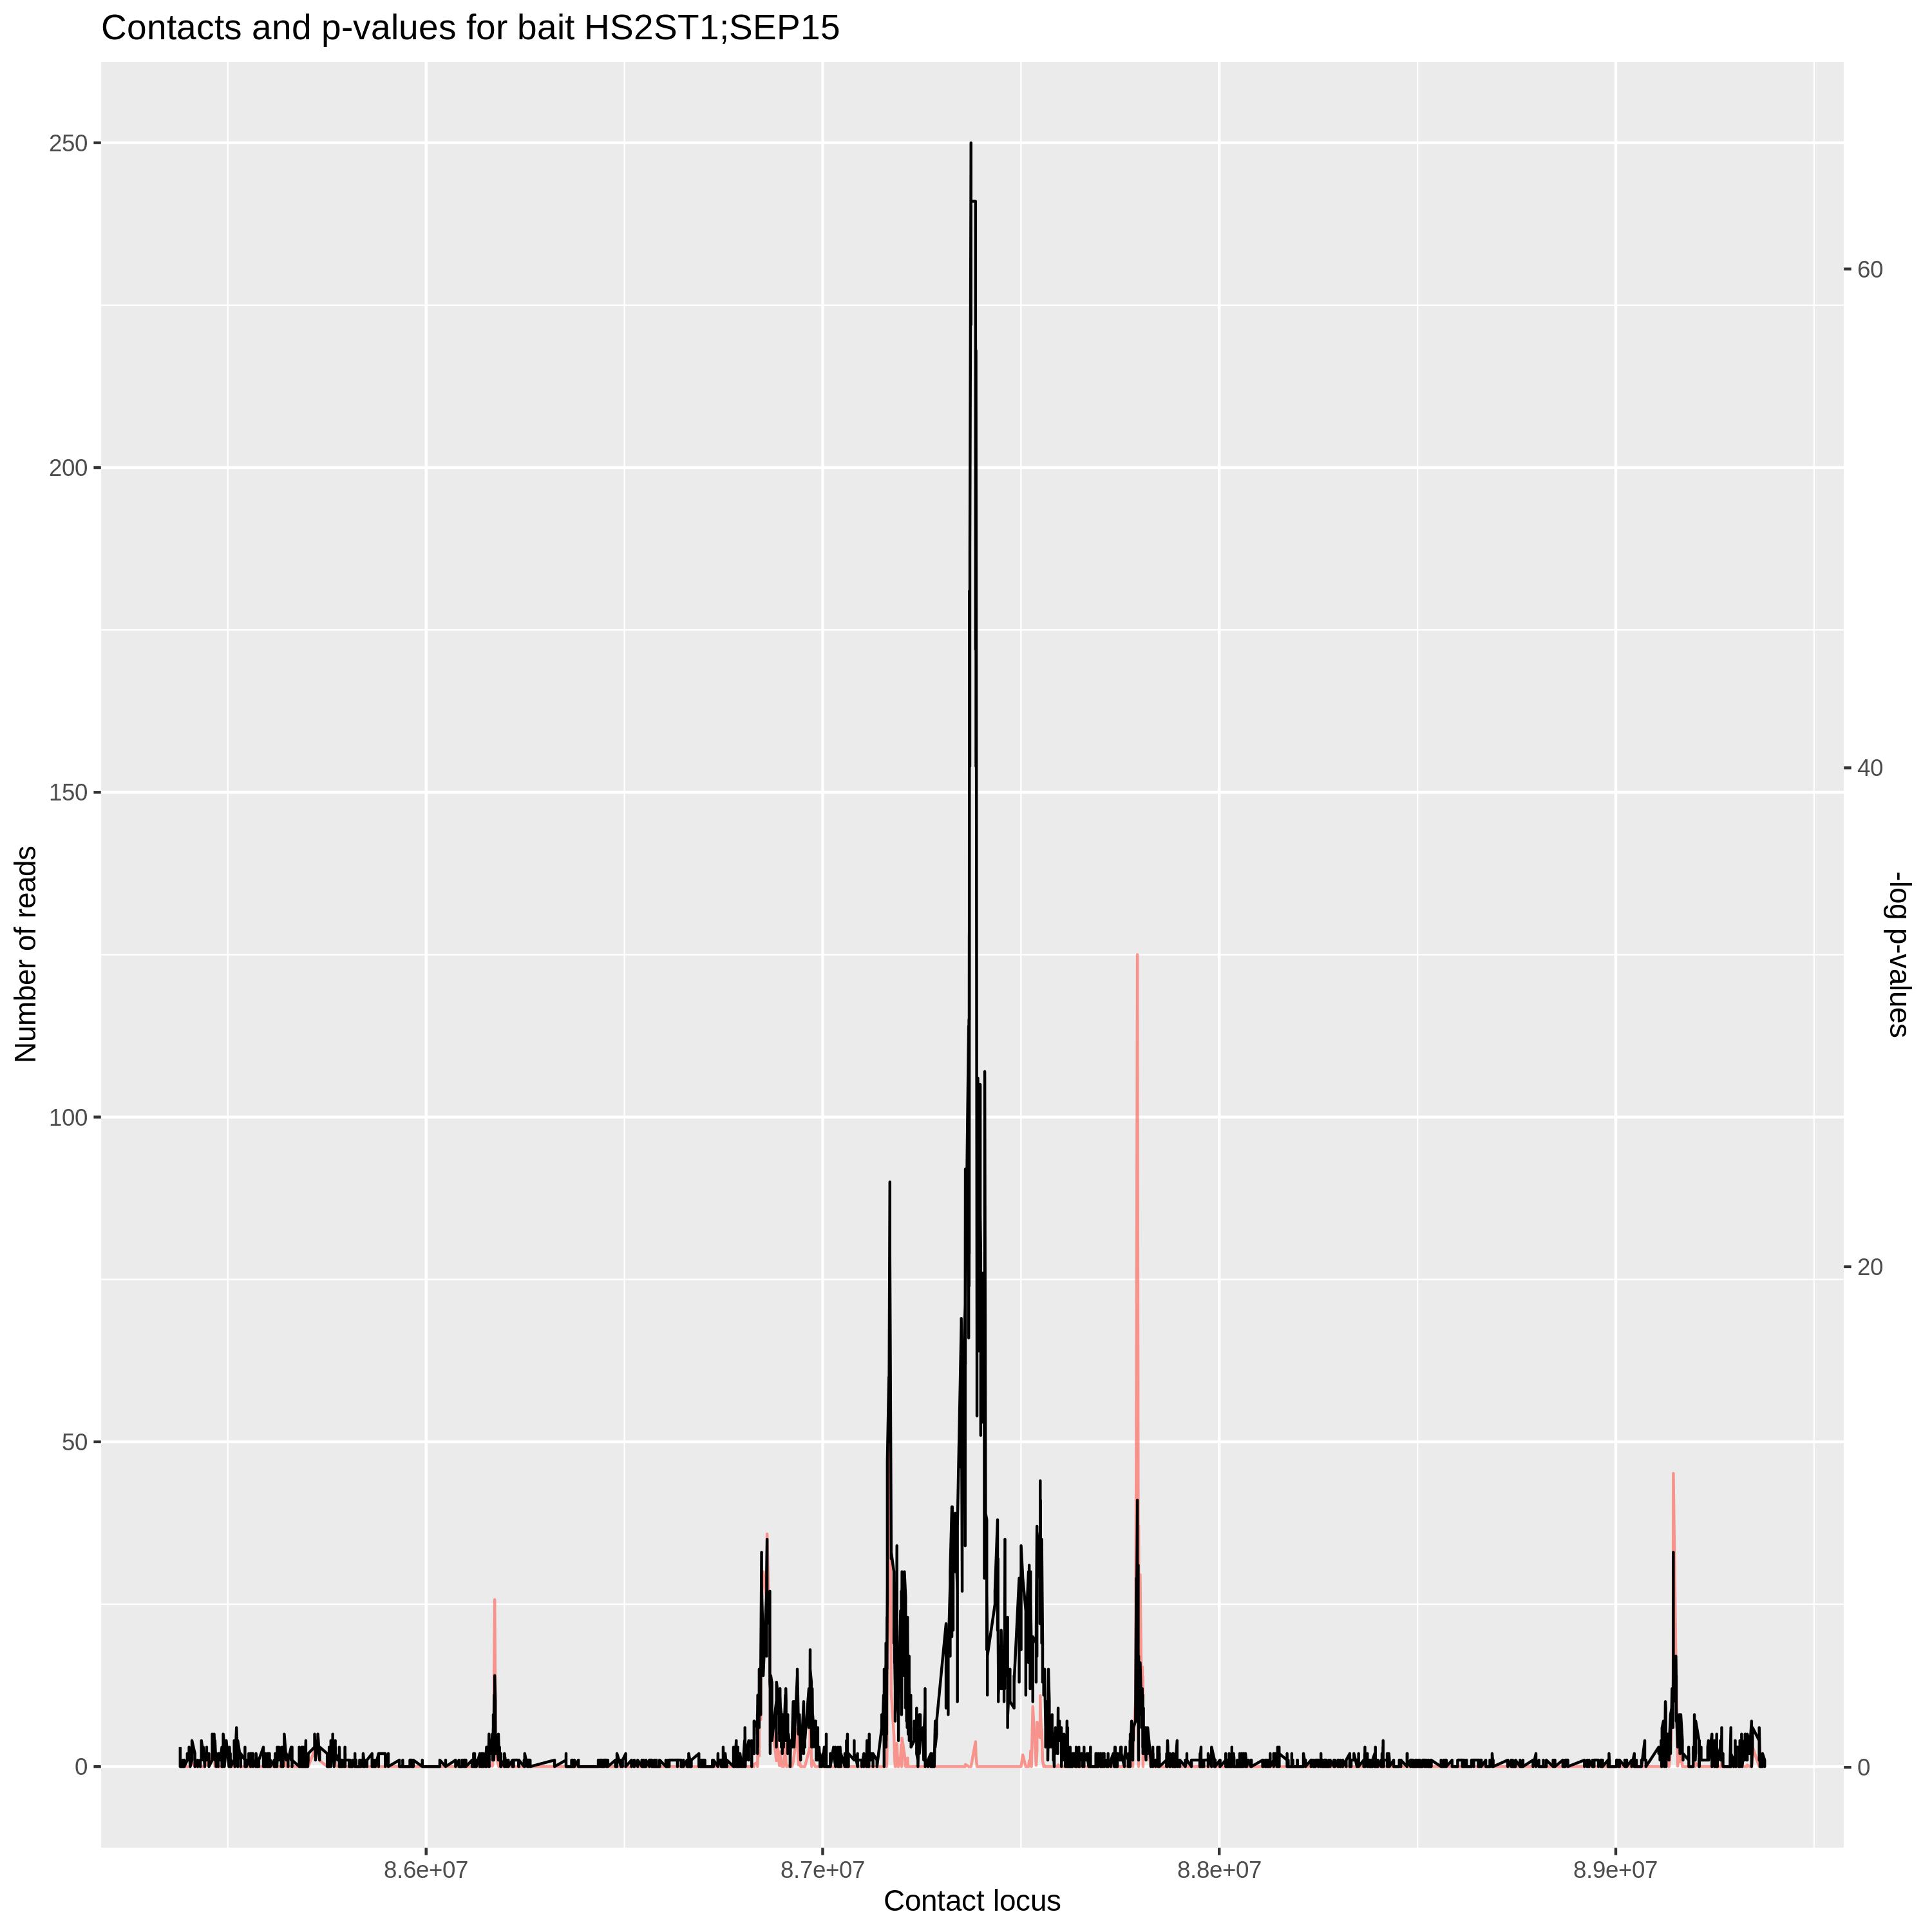 Contacts and p-values for bait HS2ST1;SEP15
250
200
150
100
50
0
Number of reads
60
40
20
0
-log p-values
8.6e+07
8.7e+07
8.8e+07
8.9e+07
Contact locus